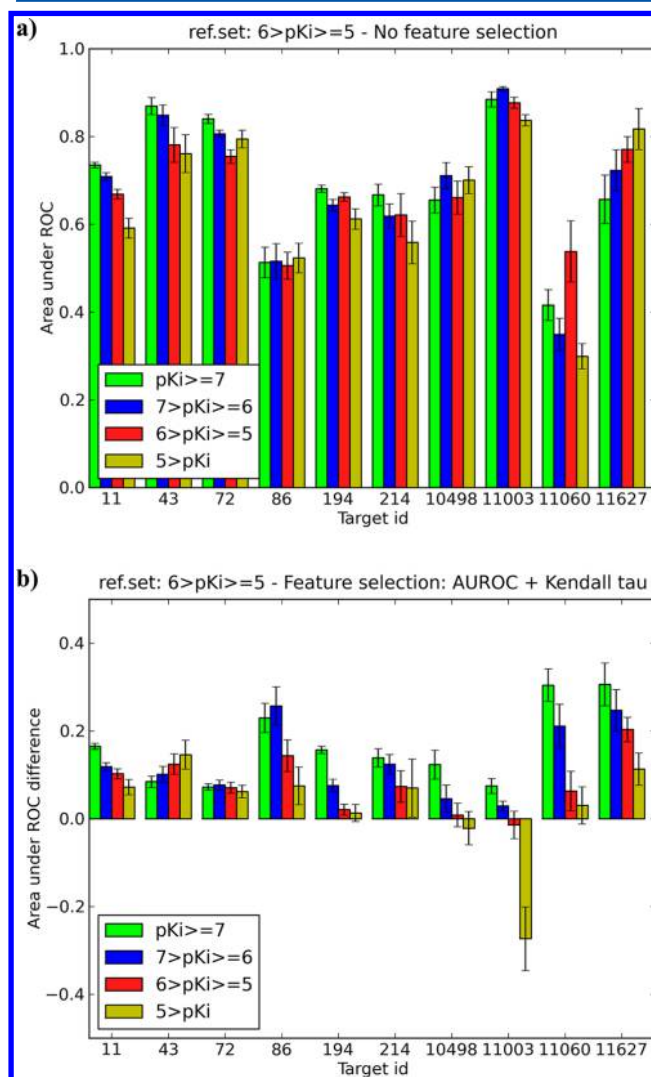 a)
ref.set: 6>pKi>=5 - No feature selection
1.0
0.8
0.6
0.4
0.2
0.0
Area under ROC
pKi>=7
7>pKi>=6
6>pKi>=5
5>pKi
11 43 72 86 194 214 10498 11003 11060 11627
Target id
b)
ref.set: 6>pKi>=5 - Feature selection: AUROC + Kendall tau
0.4
0.2
0.0
−0.2
−0.4
Area under ROC difference
pKi>=7
7>pKi>=6
6>pKi>=5
5>pKi
11 43 72 86 194 214 10498 11003 11060 11627
Target id